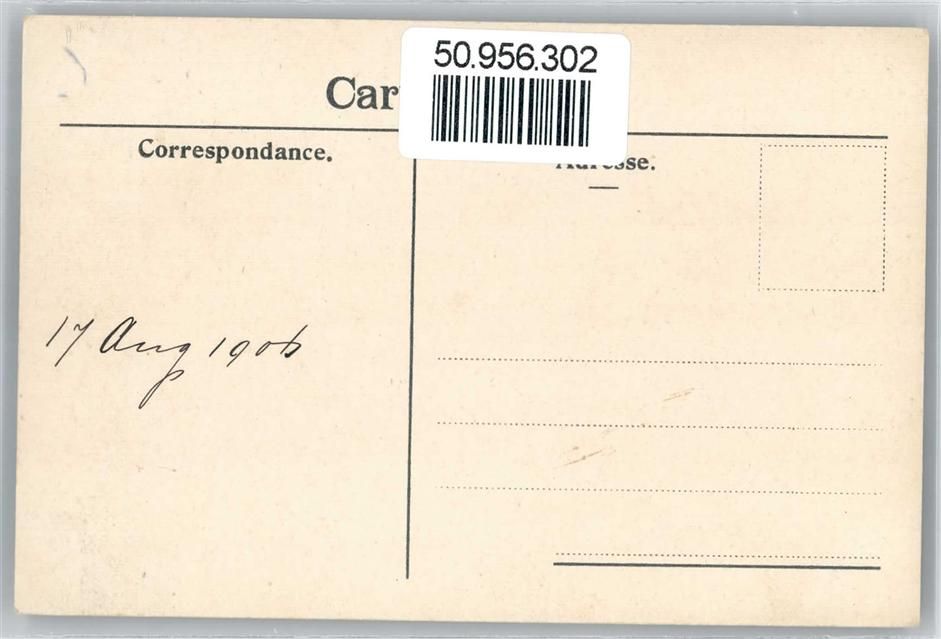 50.956.302
Car
Correspondance.
Adresse.
17 Aug 1906